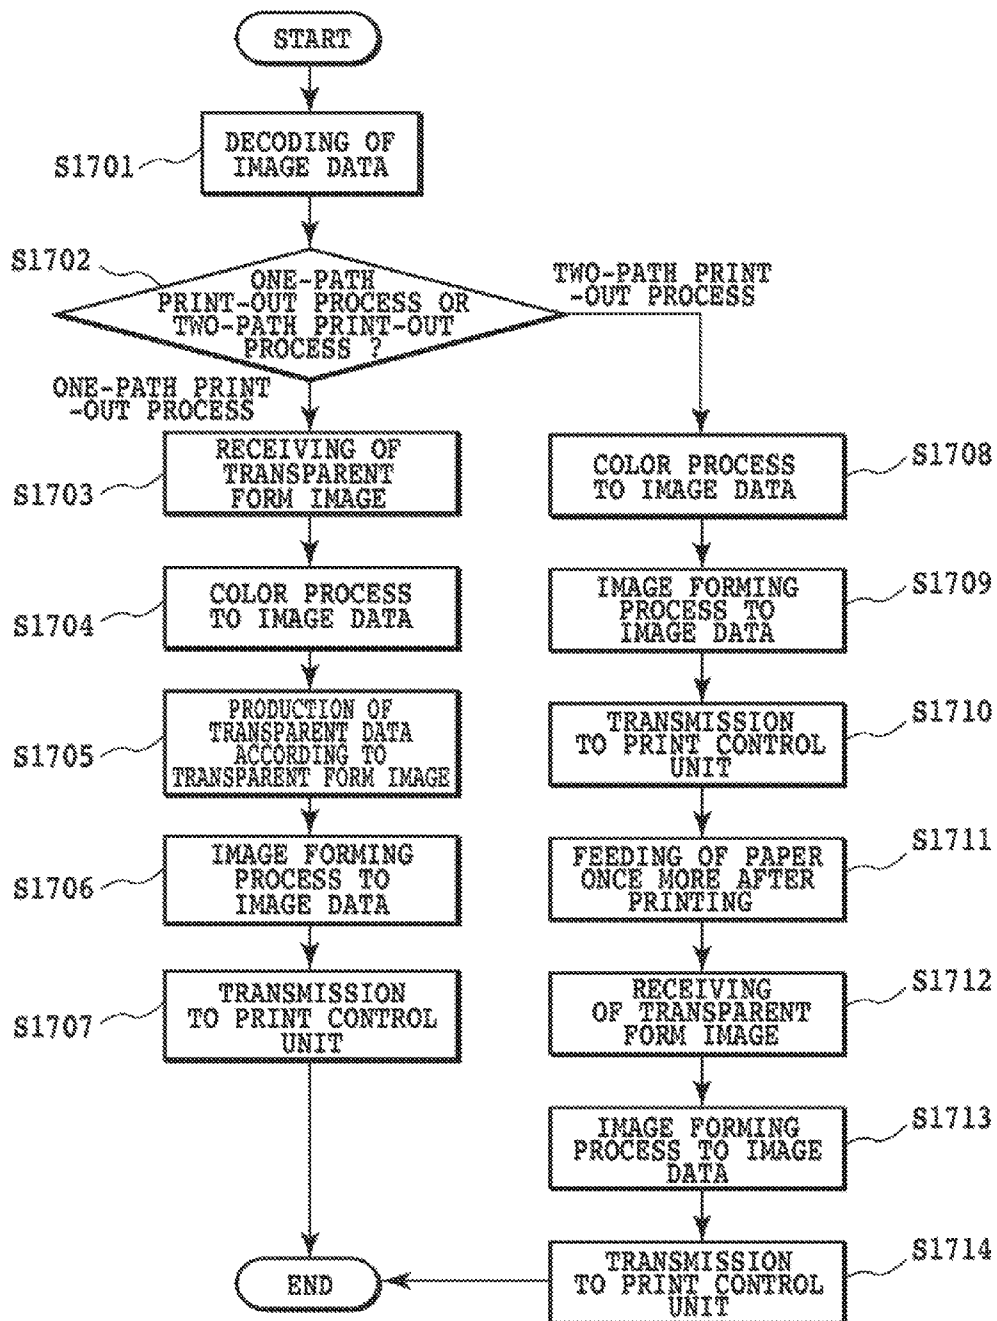 START
S1701
DECODING OF
IMAGE DATA
S1702
ONE-PATH
PRINT-OUT PROCESS OR
TWO-PATH PRINT-OUT
PROCESS ?
TWO-PATH PRINT
-OUT PROCESS
ONE-PATH PRINT
-OUT PROCESS
S1703
RECEIVING OF
TRANSPARENT
FORM IMAGE
S1704
COLOR PROCESS
TO IMAGE DATA
S1705
PRODUCTION OF
TRANSPARENT DATA
ACCORDING TO
TRANSPARENT FORM IMAGE
S1706
IMAGE FORMING
PROCESS TO
IMAGE DATA
S1707
TRANSMISSION
TO PRINT CONTROL
UNIT
END
S1708
COLOR PROCESS
TO IMAGE DATA
S1709
IMAGE FORMING
PROCESS TO
IMAGE DATA
S1710
TRANSMISSION
TO PRINT CONTROL
UNIT
S1711
FEEDING OF PAPER
ONCE MORE AFTER
PRINTING
S1712
RECEIVING
OF TRANSPARENT
FORM IMAGE
S1713
IMAGE FORMING
PROCESS TO IMAGE
DATA
S1714
TRANSMISSION
TO PRINT CONTROL
UNIT